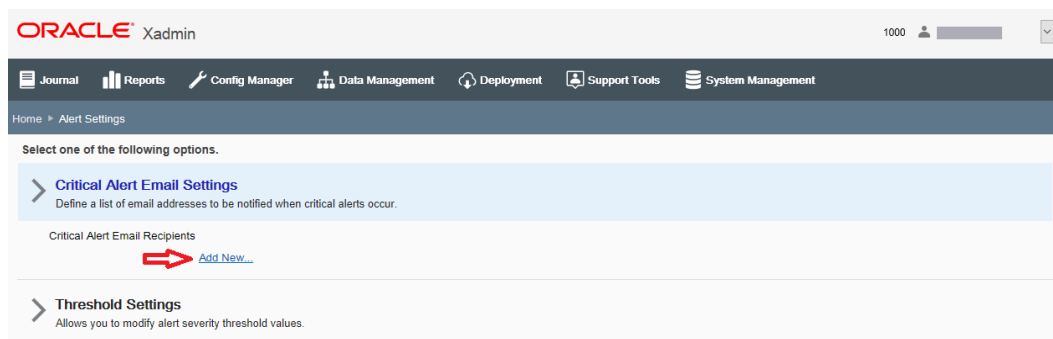 ORACLE® Xadmin
1000
Journal Reports Config Manager Data Management Deployment Support Tools System Management
Home Alert Settings
Select one of the following options.
Critical Alert Email Settings
Define a list of email addresses to be notified when critical alerts occur.
Critical Alert Email Recipients
Add New...
Threshold Settings
Allows you to modify alert severity threshold values.